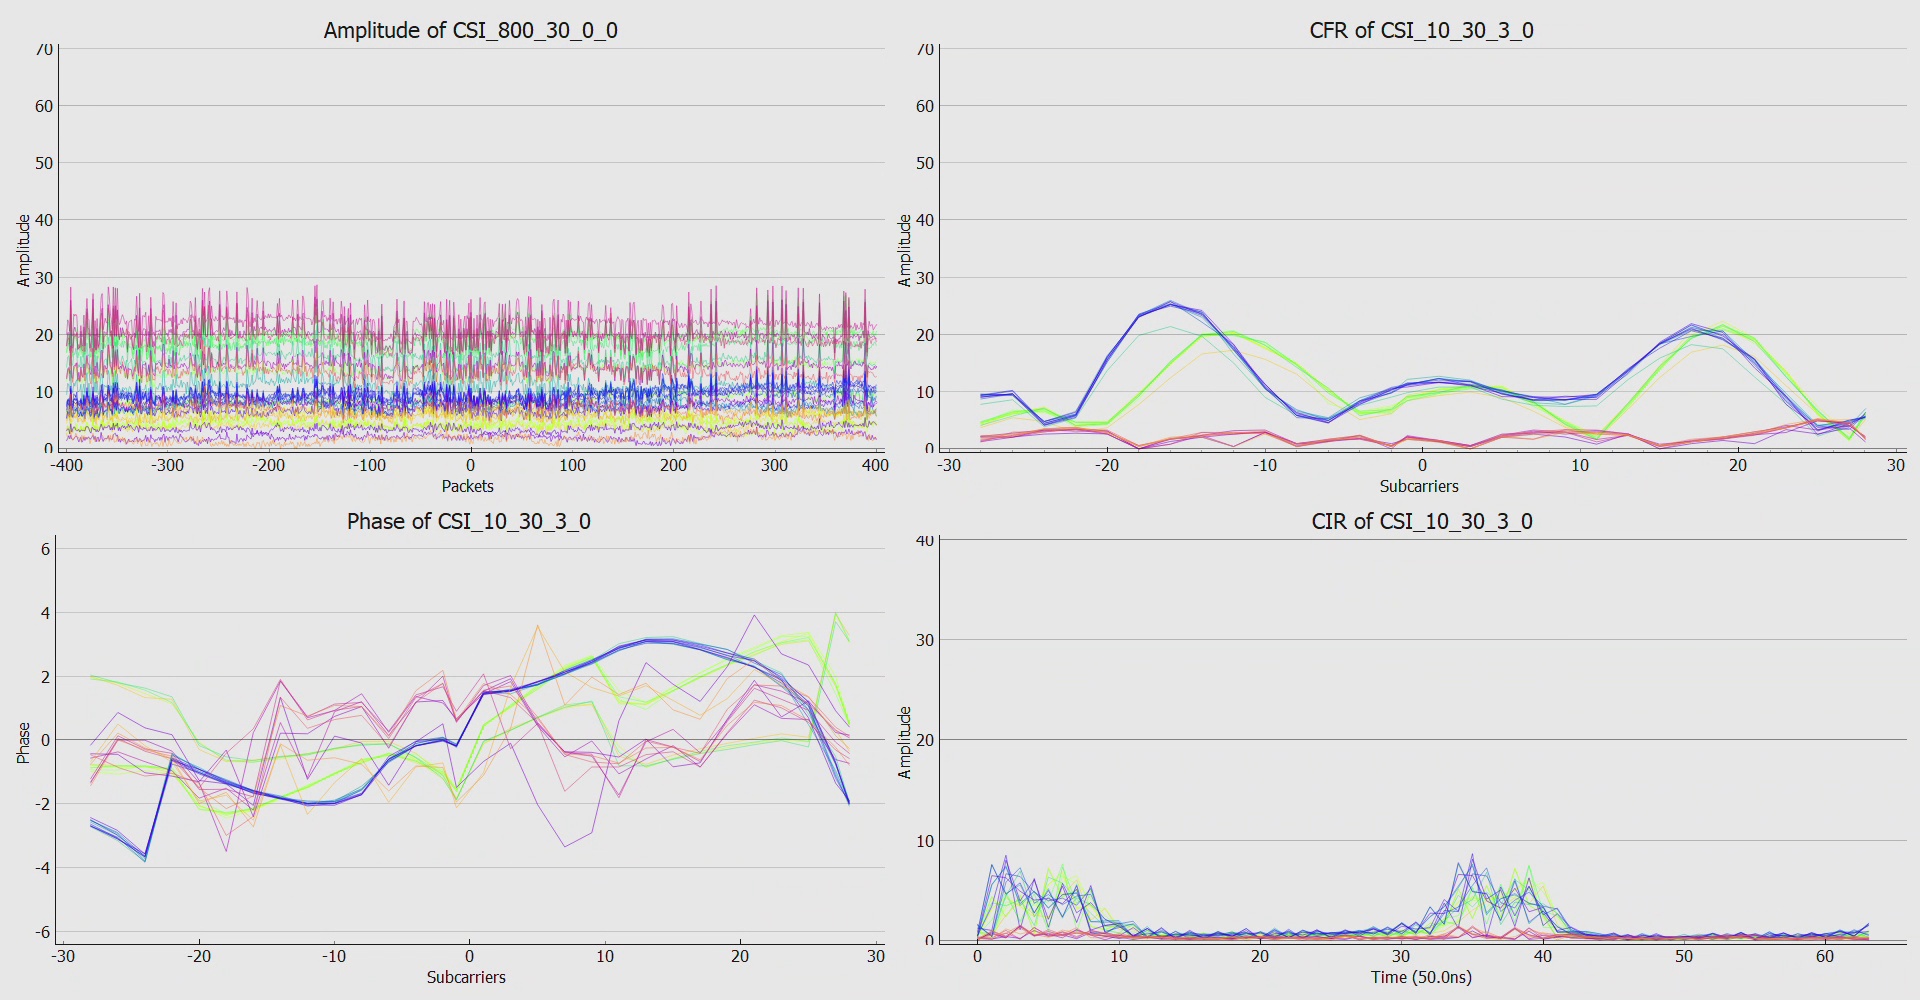 Amplitude of CSI_800_30_0_0
70
60
50
40
30
20
10
0
Amplitude
-400 -300 -200 -100 0 100 200 300 400
Packets
CFR of CSI_10_30_3_0
70
60
50
40
30
20
10
0
Amplitude
-30 -20 -10 0 10 20 30
Subcarriers
Phase of CSI_10_30_3_0
6
4
2
0
-2
-4
-6
Phase
-30 -20 -10 0 10 20 30
Subcarriers
CIR of CSI_10_30_3_0
40
30
20
10
0
Amplitude
0 10 20 30 40 50 60
Time (50.0ns)